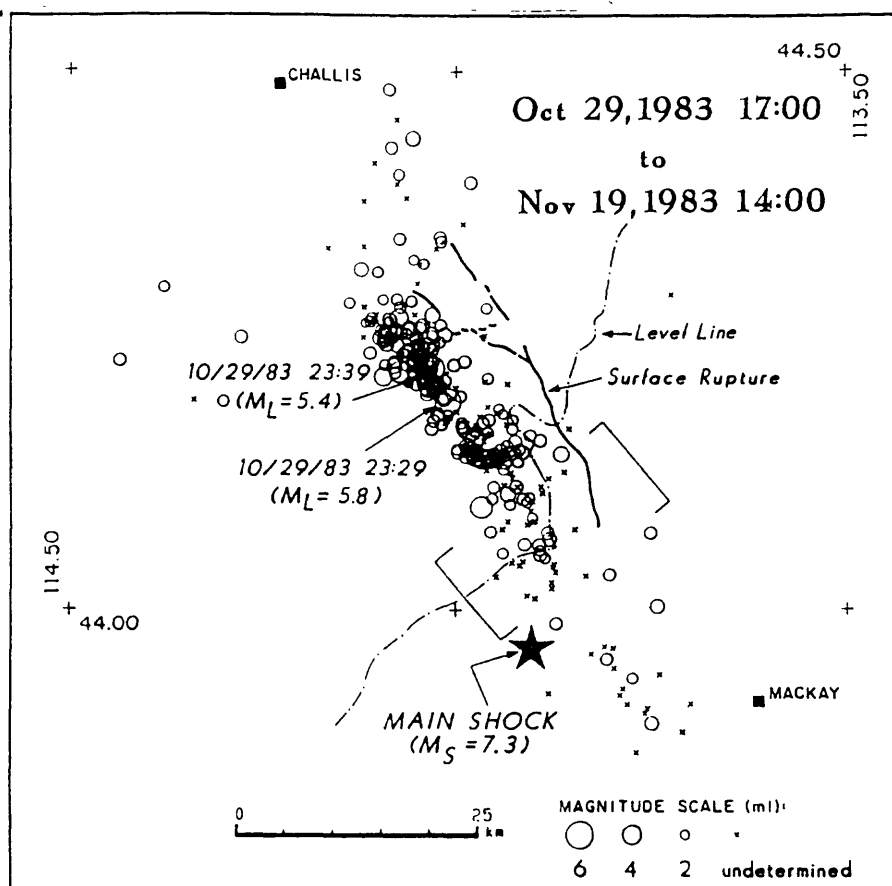 44.50
CHALLIS
113.50
Oct 29,1983 17:00
to
Nov 19,1983 14:00
Level Line
Surface Rupture
10/29/83 23:39
(ML=5.4)
10/29/83 23:29
(ML=5.8)
114.50
44.00
MAIN SHOCK
(MS=7.3)
MACKAY
0 25
km
MAGNITUDE SCALE (ml):
6 4 2 undetermined